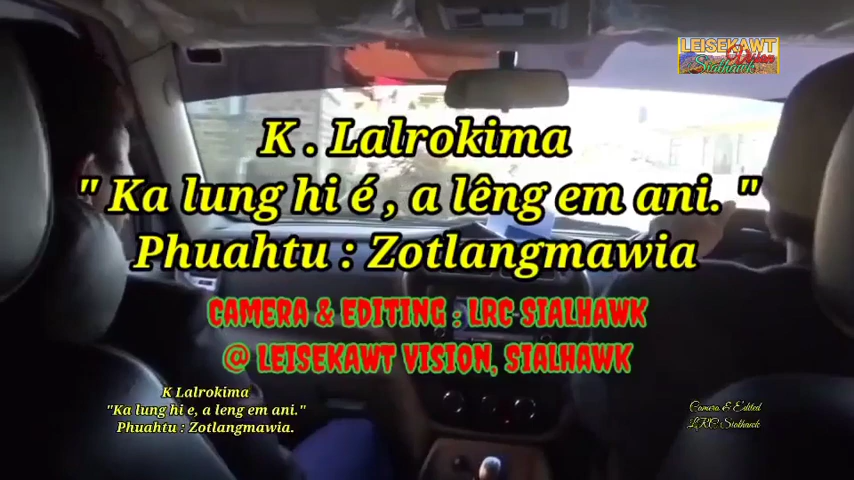 LEISEKAWT
Vision
Sialhawk
K . Lalrokima
" Ka lung hi é , a lêng em ani. "
Phuahtu : Zotlangmawia
CAMERA & EDITING : LRC SIALHAWK
@ LEISEKAWT VISION, SIALHAWK
K Lalrokima
"Ka lung hi e, a leng em ani."
Phuahtu : Zotlangmawia.
Camera & Edited
LRC Sialhawk